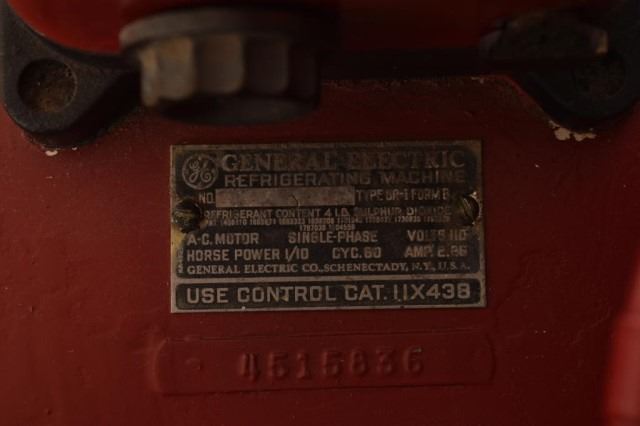 GE GENERAL ELECTRIC
REFRIGERATING MACHINE
NO. TYPE DR-1 FORM B
REFRIGERANT CONTENT 4 LB. SULPHUR DIOXIDE
A-C. MOTOR SINGLE-PHASE VOLTS 110
HORSE POWER 1/10 CYC. 60 AMP. 2.86
GENERAL ELECTRIC CO., SCHENECTADY, N.Y., U.S.A.
USE CONTROL CAT. 11X438
4515836